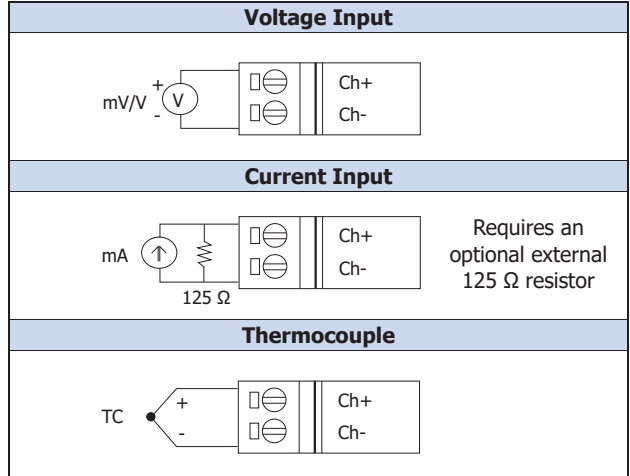 Voltage Input
+
mV/V
V
-
Ch+
Ch-
Current Input
mA
125 Ω
Ch+
Ch-
Requires an
optional external
125 Ω resistor
Thermocouple
TC
+
-
Ch+
Ch-